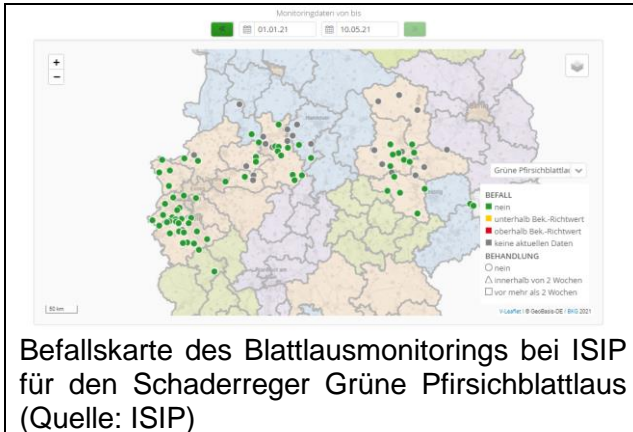 Monitoringdaten von bis
01.01.21 10.05.21
+
−
Hannover
Grüne Pfirsichblattlau
BEFALL
nein
unterhalb Bek.-Richtwert
oberhalb Bek.-Richtwert
keine aktuellen Daten
BEHANDLUNG
nein
innerhalb von 2 Wochen
vor mehr als 2 Wochen
50 km
Leaflet | © GeoBasis-DE / BKG 2021
Befallskarte des Blattlausmonitorings bei ISIP
für den Schaderreger Grüne Pfirsichblattlaus
(Quelle: ISIP)